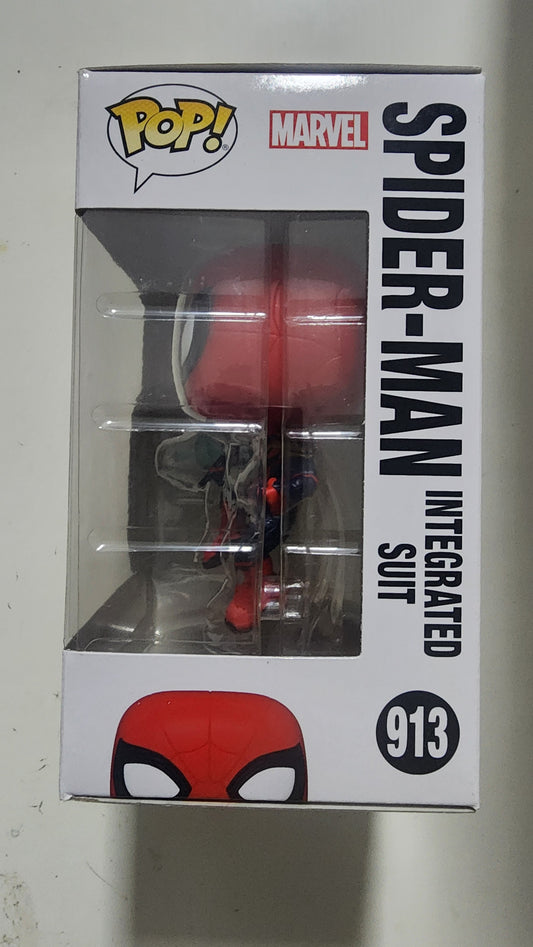 POP!
MARVEL
SPIDER-MAN
INTEGRATED
SUIT
913